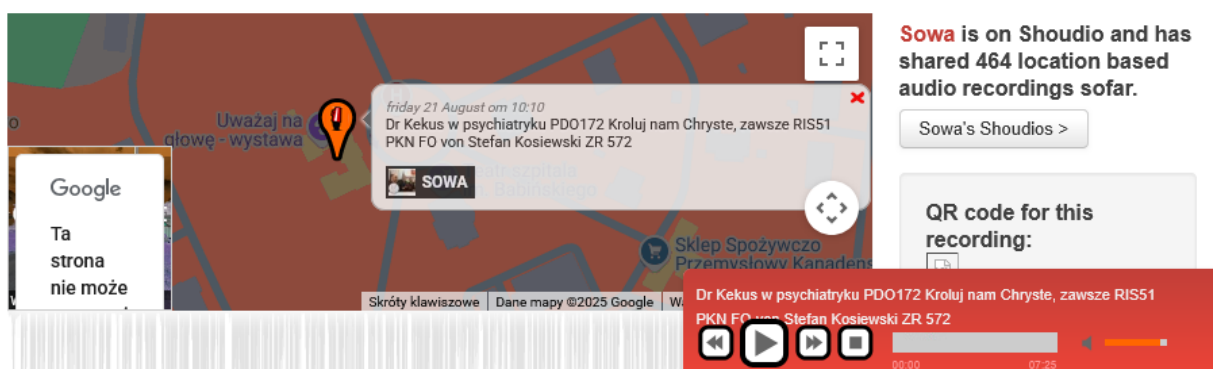 Sowa is on Shoudio and has
shared 464 location based
audio recordings sofar.
Sowa's Shoudios >
friday 21 August om 10:10
Dr Kekus w psychiatryku PDO172 Kroluj nam Chryste, zawsze RIS51
PKN FO von Stefan Kosiewski ZR 572
SOWA
Uważaj na
głowę - wystawa
Babińskiego
Google
Ta
strona
nie może
Sklep Spożywczo
Przemysłowy Kanadens
Skróty klawiszowe
Dane mapy ©2025 Google
QR code for this
recording:
Dr Kekus w psychiatryku PDO172 Kroluj nam Chryste, zawsze RIS51
PKN FO von Stefan Kosiewski ZR 572
00:00
07:25